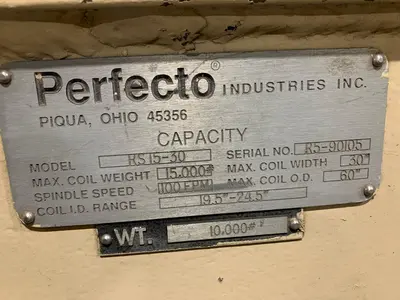 Perfecto® INDUSTRIES INC.
PIQUA, OHIO 45356
CAPACITY
MODEL RS 15-30 SERIAL NO. R5-90105
MAX. COIL WEIGHT 15,000# MAX. COIL WIDTH 30"
SPINDLE SPEED 100 FPM MAX. COIL O.D. 60"
COIL I.D. RANGE 19.5"-24.5"
WT. 10,000#